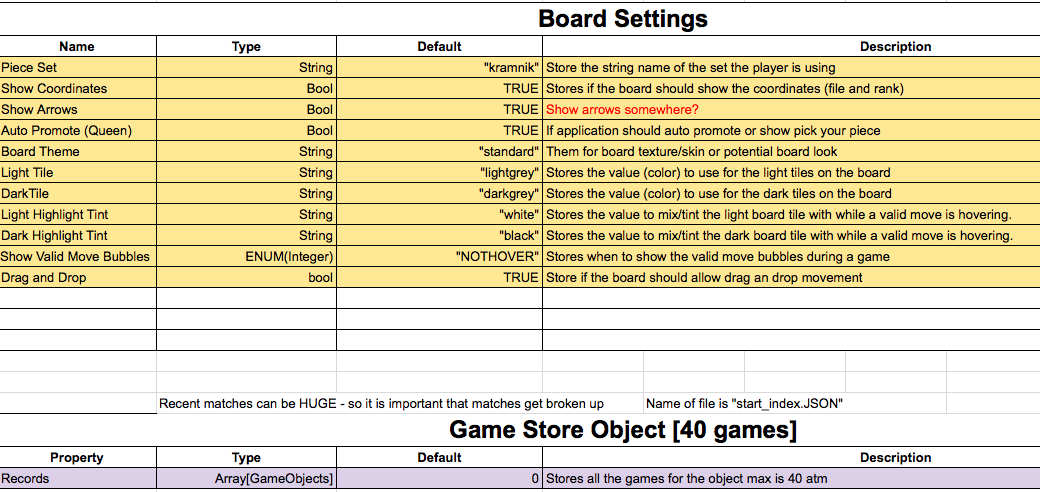 Board Settings
Name Type Default Description
Piece Set String "kramnik" Store the string name of the set the player is using
Show Coordinates Bool TRUE Stores if the board should show the coordinates (file and rank)
Show Arrows Bool TRUE Show arrows somewhere?
Auto Promote (Queen) Bool TRUE If application should auto promote or show pick your piece
Board Theme String "standard" Them for board texture/skin or potential board look
Light Tile String "lightgrey" Stores the value (color) to use for the light tiles on the board
DarkTile String "darkgrey" Stores the value (color) to use for the dark tiles on the board
Light Highlight Tint String "white" Stores the value to mix/tint the light board tile with while a valid move is hovering.
Dark Highlight Tint String "black" Stores the value to mix/tint the dark board tile with while a valid move is hovering.
Show Valid Move Bubbles ENUM(Integer) "NOTHOVER" Stores when to show the valid move bubbles during a game
Drag and Drop bool TRUE Store if the board should allow drag an drop movement
Recent matches can be HUGE - so it is important that matches get broken up Name of file is "start_index.JSON"
Game Store Object [40 games]
Property Type Default Description
Records Array[GameObjects] 0 Stores all the games for the object max is 40 atm